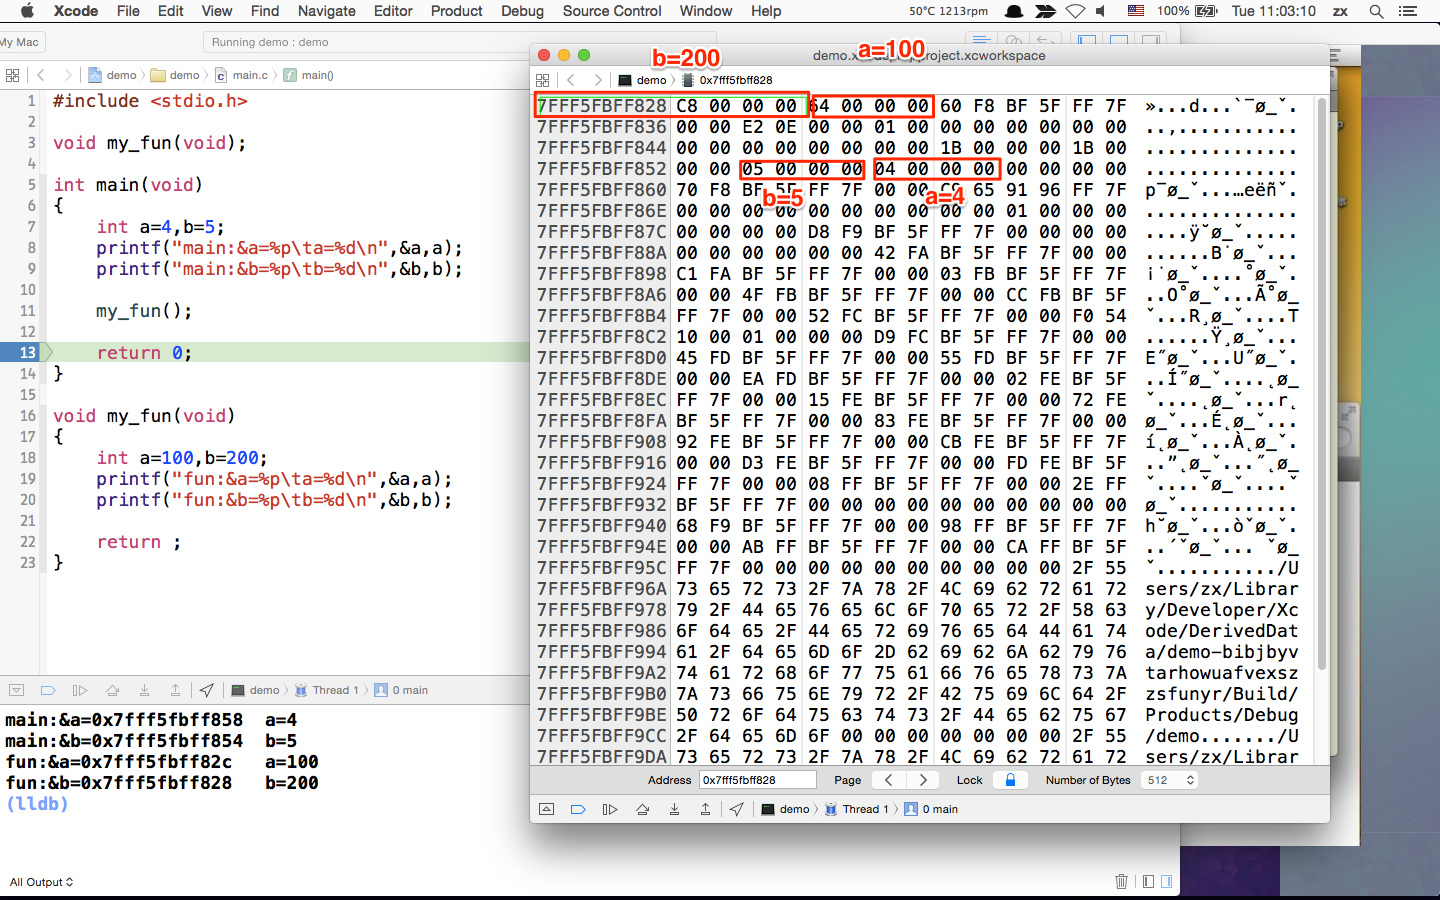 Xcode File Edit View Find Navigate Editor Product Debug Source Control Window Help 50°C 1213rpm 100% Tue 11:03:10 zx
My Mac Running demo : demo
demo demo main.c main()
1 #include <stdio.h>
2
3 void my_fun(void);
4
5 int main(void)
6 {
7 int a=4,b=5;
8 printf("main:&a=%p\ta=%d\n",&a,a);
9 printf("main:&b=%p\tb=%d\n",&b,b);
10
11 my_fun();
12
13 return 0;
14 }
15
16 void my_fun(void)
17 {
18 int a=100,b=200;
19 printf("fun:&a=%p\ta=%d\n",&a,a);
20 printf("fun:&b=%p\tb=%d\n",&b,b);
21
22 return ;
23 }
demo Thread 1 0 main
main:&a=0x7fff5fbff858 a=4
main:&b=0x7fff5fbff854 b=5
fun:&a=0x7fff5fbff82c a=100
fun:&b=0x7fff5fbff828 b=200
(lldb)
All Output
b=200 a=100
project.xcworkspace
demo 0x7fff5fbff828
7FFF5FBFF828 C8 00 00 00 64 00 00 00 60 F8 BF 5F FF 7F
7FFF5FBFF836 00 00 E2 0E 00 00 01 00 00 00 00 00 00 00
7FFF5FBFF844 00 00 00 00 00 00 00 00 1B 00 00 00 1B 00
7FFF5FBFF852 00 00 05 00 00 00 04 00 00 00 00 00 00 00
b=5 a=4
7FFF5FBFF860 70 F8 BF 5F FF 7F 00 00 C9 65 91 96 FF 7F
7FFF5FBFF86E 00 00 00 00 00 00 00 00 00 00 01 00 00 00
7FFF5FBFF87C 00 00 00 00 D8 F9 BF 5F FF 7F 00 00 00 00
7FFF5FBFF88A 00 00 00 00 00 00 42 FA BF 5F FF 7F 00 00
7FFF5FBFF898 C1 FA BF 5F FF 7F 00 00 03 FB BF 5F FF 7F
7FFF5FBFF8A6 00 00 4F FB BF 5F FF 7F 00 00 CC FB BF 5F
7FFF5FBFF8B4 FF 7F 00 00 52 FC BF 5F FF 7F 00 00 F0 54
7FFF5FBFF8C2 10 00 01 00 00 00 D9 FC BF 5F FF 7F 00 00
7FFF5FBFF8D0 45 FD BF 5F FF 7F 00 00 55 FD BF 5F FF 7F
7FFF5FBFF8DE 00 00 EA FD BF 5F FF 7F 00 00 02 FE BF 5F
7FFF5FBFF8EC FF 7F 00 00 15 FE BF 5F FF 7F 00 00 72 FE
7FFF5FBFF8FA BF 5F FF 7F 00 00 83 FE BF 5F FF 7F 00 00
7FFF5FBFF908 92 FE BF 5F FF 7F 00 00 CB FE BF 5F FF 7F
7FFF5FBFF916 00 00 D3 FE BF 5F FF 7F 00 00 FD FE BF 5F
7FFF5FBFF924 FF 7F 00 00 08 FF BF 5F FF 7F 00 00 2E FF
7FFF5FBFF932 BF 5F FF 7F 00 00 00 00 00 00 00 00 00 00
7FFF5FBFF940 68 F9 BF 5F FF 7F 00 00 98 FF BF 5F FF 7F
7FFF5FBFF94E 00 00 AB FF BF 5F FF 7F 00 00 CA FF BF 5F
7FFF5FBFF95C FF 7F 00 00 00 00 00 00 00 00 00 00 2F 55 ............/U
7FFF5FBFF96A 73 65 72 73 2F 7A 78 2F 4C 69 62 72 61 72 sers/zx/Librar
7FFF5FBFF978 79 2F 44 65 76 65 6C 6F 70 65 72 2F 58 63 y/Developer/Xc
7FFF5FBFF986 6F 64 65 2F 44 65 72 69 76 65 64 44 61 74 ode/DerivedDat
7FFF5FBFF994 61 2F 64 65 6D 6F 2D 62 69 62 6A 62 79 76 a/demo-bibjbyv
7FFF5FBFF9A2 74 61 72 68 6F 77 75 61 66 76 65 78 73 7A tarhowuafvexsz
7FFF5FBFF9B0 7A 73 66 75 6E 79 72 2F 42 75 69 6C 64 2F zsfunyr/Build/
7FFF5FBFF9BE 50 72 6F 64 75 63 74 73 2F 44 65 62 75 67 Products/Debug
7FFF5FBFF9CC 2F 64 65 6D 6F 00 00 00 00 00 00 00 2F 55 /demo......./U
7FFF5FBFF9DA 73 65 72 73 2F 7A 78 2F 4C 69 62 72 61 72 sers/zx/Librar
Address 0x7fff5fbff828 Page Lock Number of Bytes 512
demo Thread 1 0 main